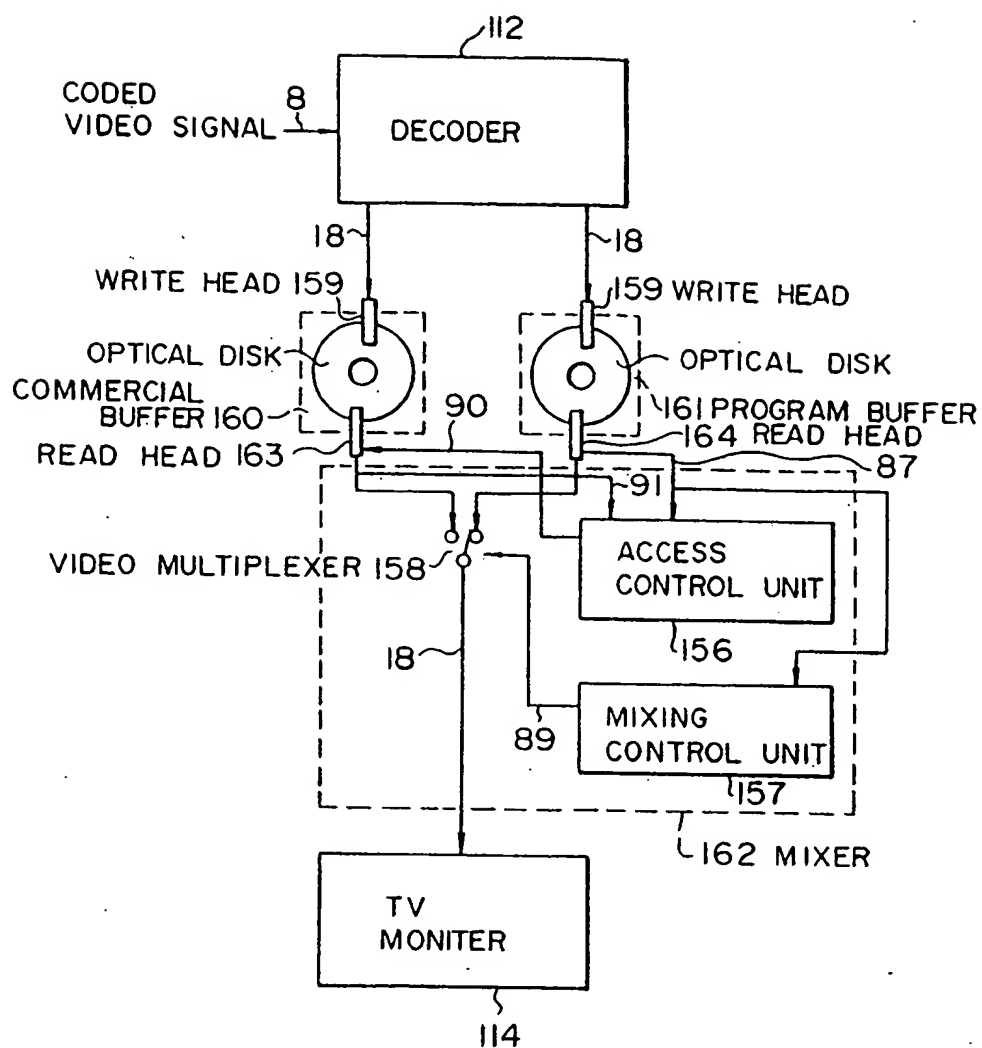 112
CODED
VIDEO SIGNAL
8
DECODER
18
18
WRITE HEAD 159
159 WRITE HEAD
OPTICAL DISK
OPTICAL DISK
COMMERCIAL
BUFFER 160
161 PROGRAM BUFFER
90
164 READ HEAD
READ HEAD 163
87
91
VIDEO MULTIPLEXER 158
ACCESS
CONTROL UNIT
156
18
MIXING
CONTROL UNIT
89
157
162 MIXER
TV
MONITER
114